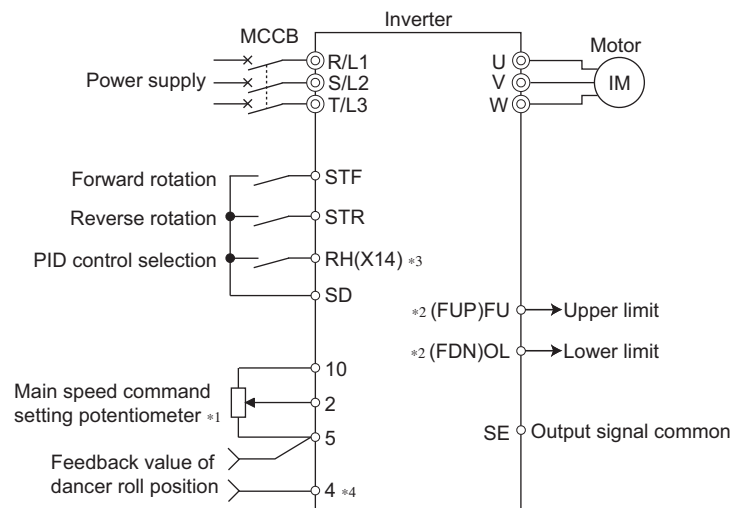 Inverter
MCCB
Motor
Power supply
R/L1
S/L2
T/L3
U
V
W
IM
Forward rotation
STF
Reverse rotation
STR
PID control selection
RH(X14) *3
SD
*2 (FUP)FU
Upper limit
*2 (FDN)OL
Lower limit
10
Main speed command
setting potentiometer *1
2
5
SE
Output signal common
Feedback value of
dancer roll position
4 *4